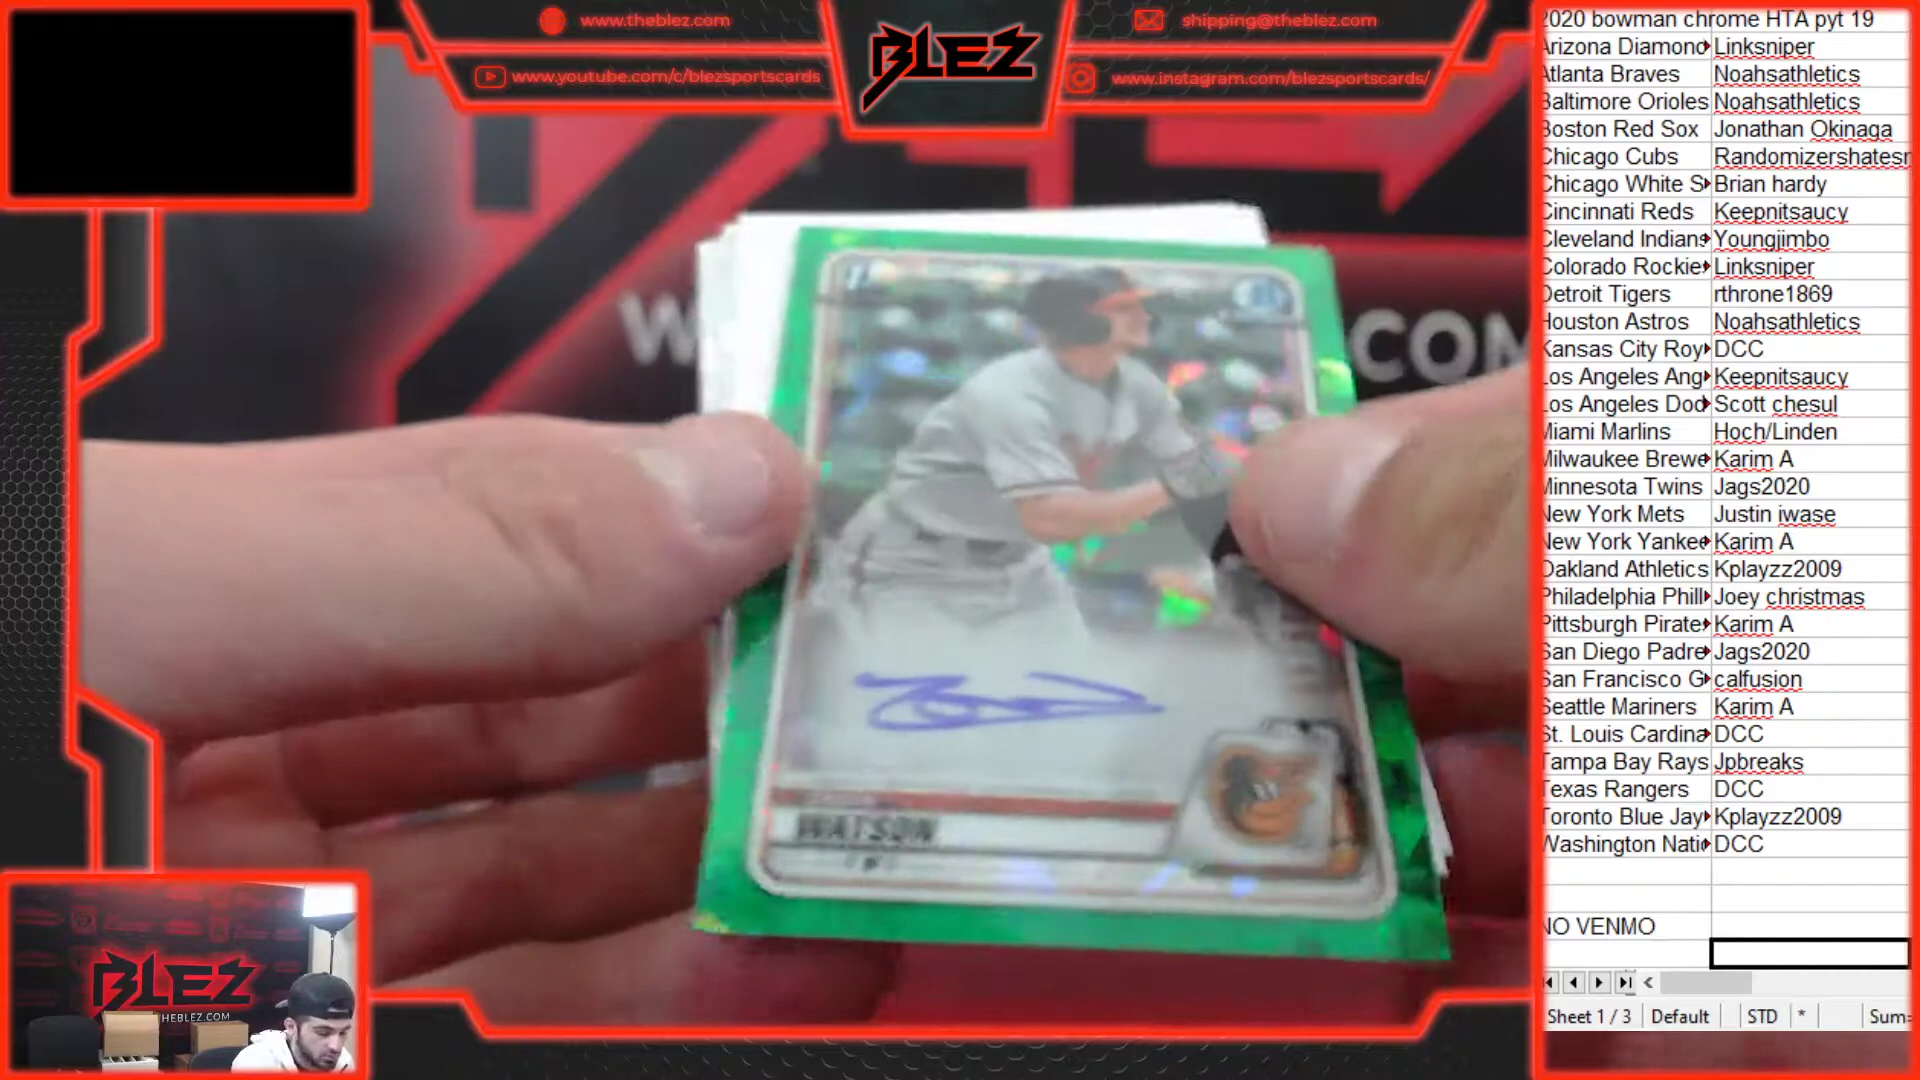 www.theblez.com
shipping@theblez.com
BLEZ
www.youtube.com/c/blezsportscards
www.instagram.com/blezsportscards/
W
COM
WATSON
BLEZ
HEBLEZ.COM
2020 bowman chrome HTA pyt 19
Arizona Diamond Linksniper
Atlanta Braves Noahsathletics
Baltimore Orioles Noahsathletics
Boston Red Sox Jonathan Okinaga
Chicago Cubs Randomizershatesr
Chicago White S Brian hardy
Cincinnati Reds Keepnitsaucy
Cleveland Indians Youngjimbo
Colorado Rockie Linksniper
Detroit Tigers rthrone1869
Houston Astros Noahsathletics
Kansas City Roy DCC
Los Angeles Ang Keepnitsaucy
Los Angeles Dod Scott chesul
Miami Marlins Hoch/Linden
Milwaukee Brewe Karim A
Minnesota Twins Jags2020
New York Mets Justin iwase
New York Yankee Karim A
Oakland Athletics Kplayzz2009
Philadelphia Phill Joey christmas
Pittsburgh Pirate Karim A
San Diego Padre Jags2020
San Francisco G calfusion
Seattle Mariners Karim A
St. Louis Cardina DCC
Tampa Bay Rays Jpbreaks
Texas Rangers DCC
Toronto Blue Jay Kplayzz2009
Washington Natio DCC
NO VENMO
Sheet 1 / 3 Default STD * Sum=